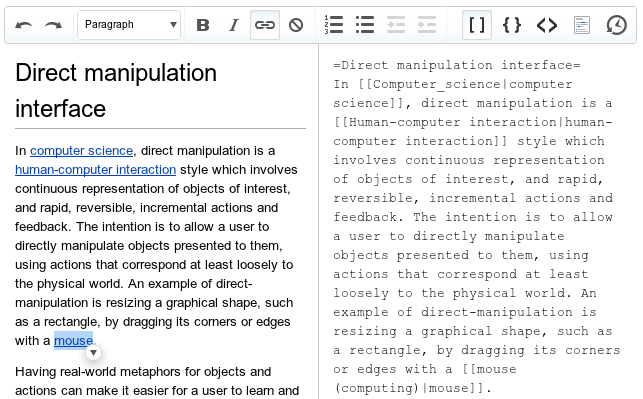 Paragraph
B
I
[ ]
{ }
< >
Direct manipulation
interface
In computer science, direct manipulation is a
human-computer interaction style which involves
continuous representation of objects of interest,
and rapid, reversible, incremental actions and
feedback. The intention is to allow a user to
directly manipulate objects presented to them,
using actions that correspond at least loosely to
the physical world. An example of direct-
manipulation is resizing a graphical shape, such
as a rectangle, by dragging its corners or edges
with a mouse.
Having real-world metaphors for objects and
actions can make it easier for a user to learn and
=Direct manipulation interface=
In [[Computer_science|computer
science]], direct manipulation is a
[[Human-computer interaction|human-
computer interaction]] style which
involves continuous representation
of objects of interest, and rapid,
reversible, incremental actions and
feedback. The intention is to allow
a user to directly manipulate
objects presented to them, using
actions that correspond at least
loosely to the physical world. An
example of direct-manipulation is
resizing a graphical shape, such as
a rectangle, by dragging its corners
or edges with a [[mouse
(computing)|mouse]].